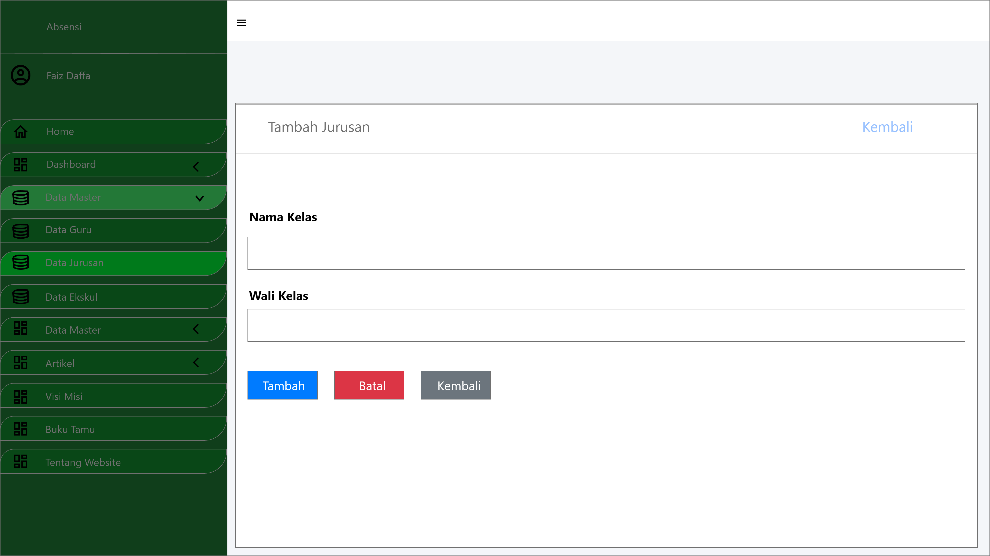 Absensi
Faiz Daffa
Home
Dashboard
Data Master
Data Guru
Data Jurusan
Data Ekskul
Data Master
Artikel
Visi Misi
Buku Tamu
Tentang Website
Tambah Jurusan
Kembali
Nama Kelas
Wali Kelas
Tambah
Batal
Kembali